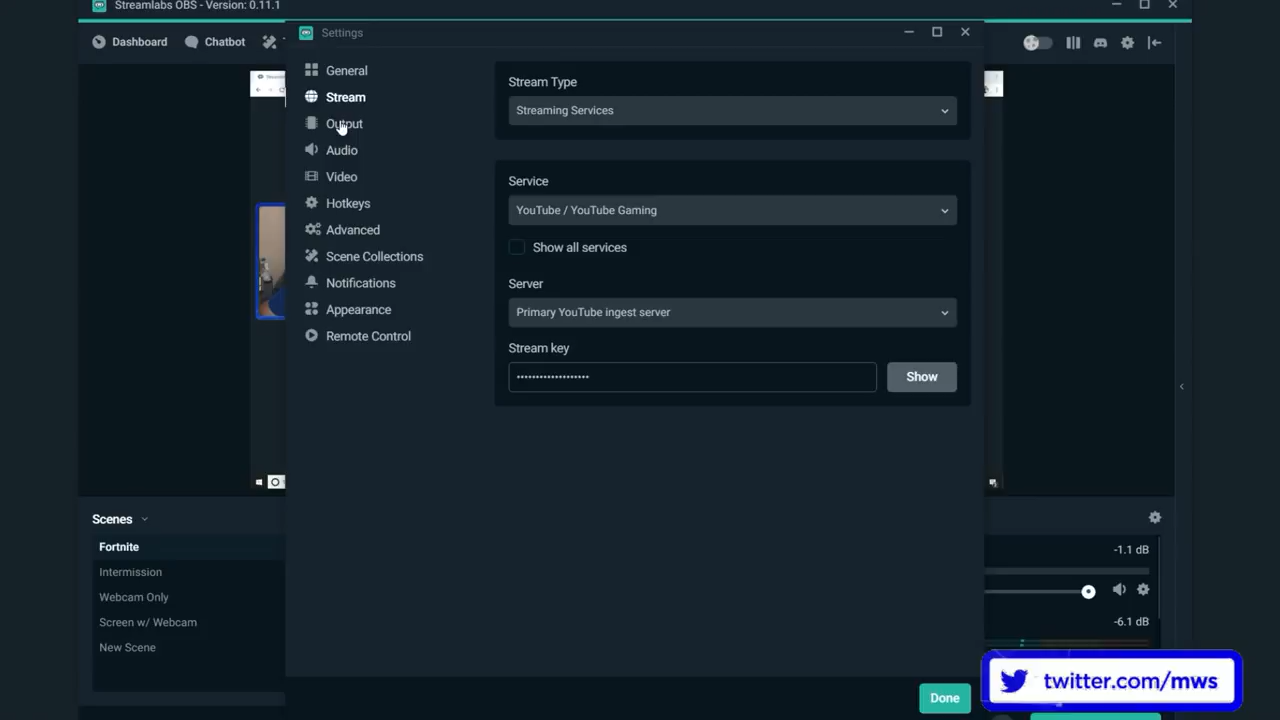 Streamlabs OBS - Version: 0.11.1
Dashboard
Chatbot
Settings
General
Stream
Output
Audio
Video
Hotkeys
Advanced
Scene Collections
Notifications
Appearance
Remote Control
Stream Type
Streaming Services
Service
YouTube / YouTube Gaming
Show all services
Server
Primary YouTube ingest server
Stream key
Show
Scenes
Fortnite
Intermission
Webcam Only
Screen w/ Webcam
New Scene
-1.1 dB
-6.1 dB
Done
twitter.com/mws